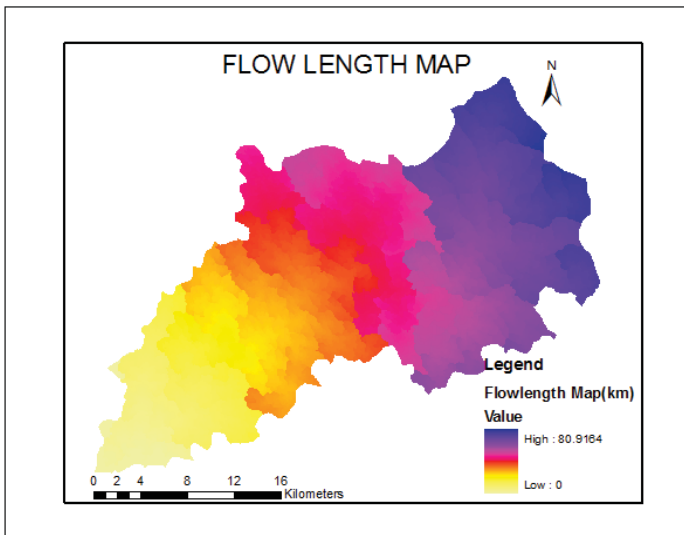 FLOW LENGTH MAP
N
Legend
Flowlength Map(km)
Value
High : 80.9164
Low : 0
0 2 4 8 12 16
Kilometers